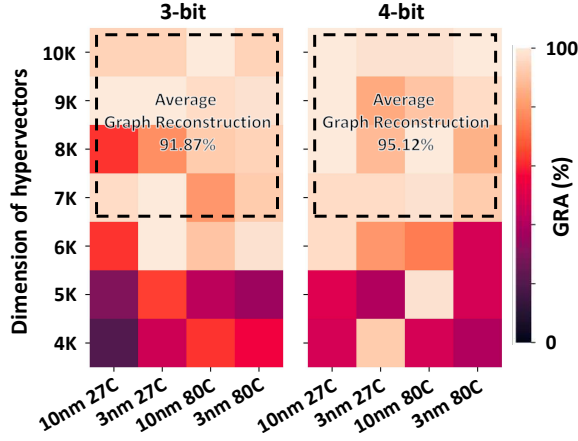 3-bit
4-bit
Dimension of hypervectors
10K
9K
8K
7K
6K
5K
4K
Average
Graph Reconstruction
91.87%
Average
Graph Reconstruction
95.12%
10nm 27C
3nm 27C
10nm 80C
3nm 80C
10nm 27C
3nm 27C
10nm 80C
3nm 80C
100
GRA (%)
0